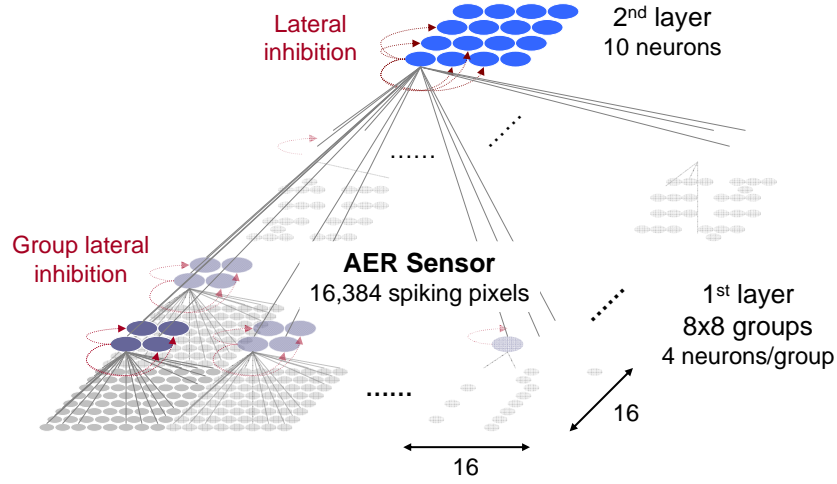 Lateral
inhibition
2nd layer
10 neurons
......
......
Group lateral
inhibition
AER Sensor
16,384 spiking pixels
1st layer
8x8 groups
4 neurons/group
......
......
16
16